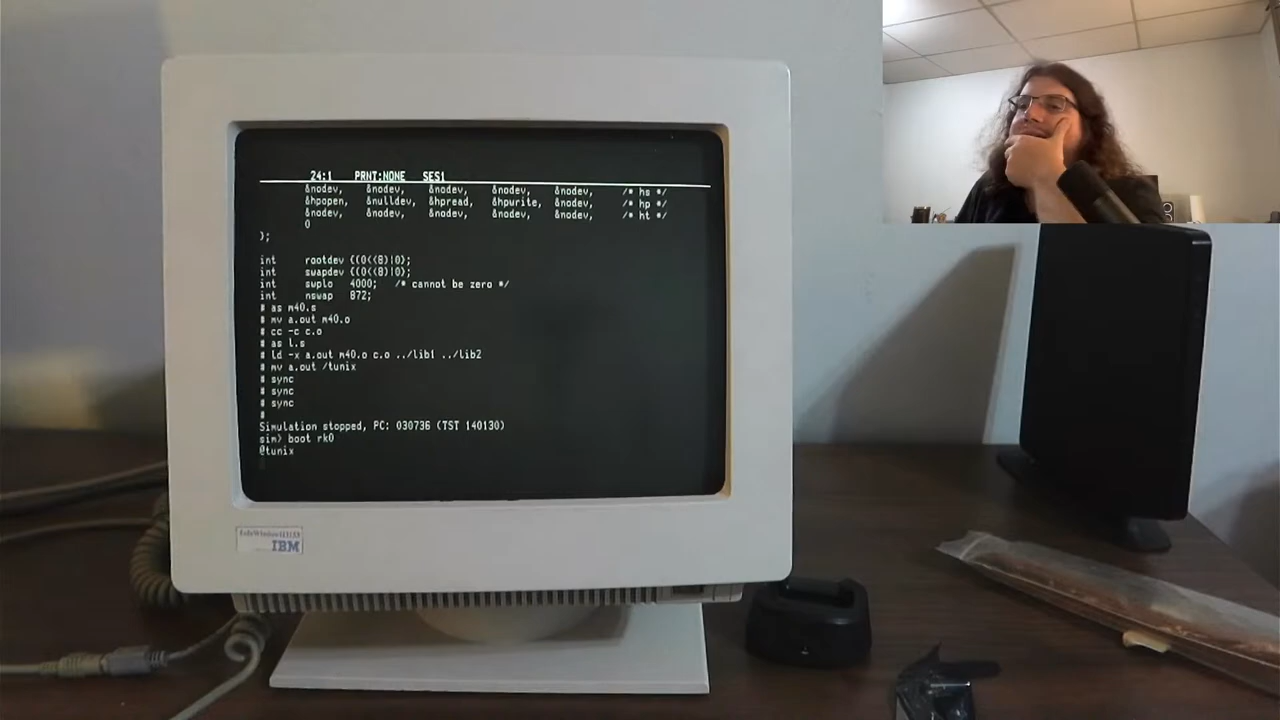 24:1 PRNT:NONE SES1
&nodev, &nodev, &nodev, &nodev, &nodev, /* hs */
&hpopen, &nulldev, &hpread, &hpwrite, &nodev, /* hp */
&nodev, &nodev, &nodev, &nodev, &nodev, /* ht */
0
);
int rootdev {(0<<8)|0};
int swapdev {(0<<8)|0};
int swplo 4000; /* cannot be zero */
int nswap 872;
# as m40.s
# mv a.out m40.o
# cc -c c.o
# as l.s
# ld -x a.out m40.o c.o ../lib1 ../lib2
# mv a.out /tunix
# sync
# sync
# sync
#
Simulation stopped, PC: 030736 (TST 140130)
sim> boot rk0
@tunix
IBM